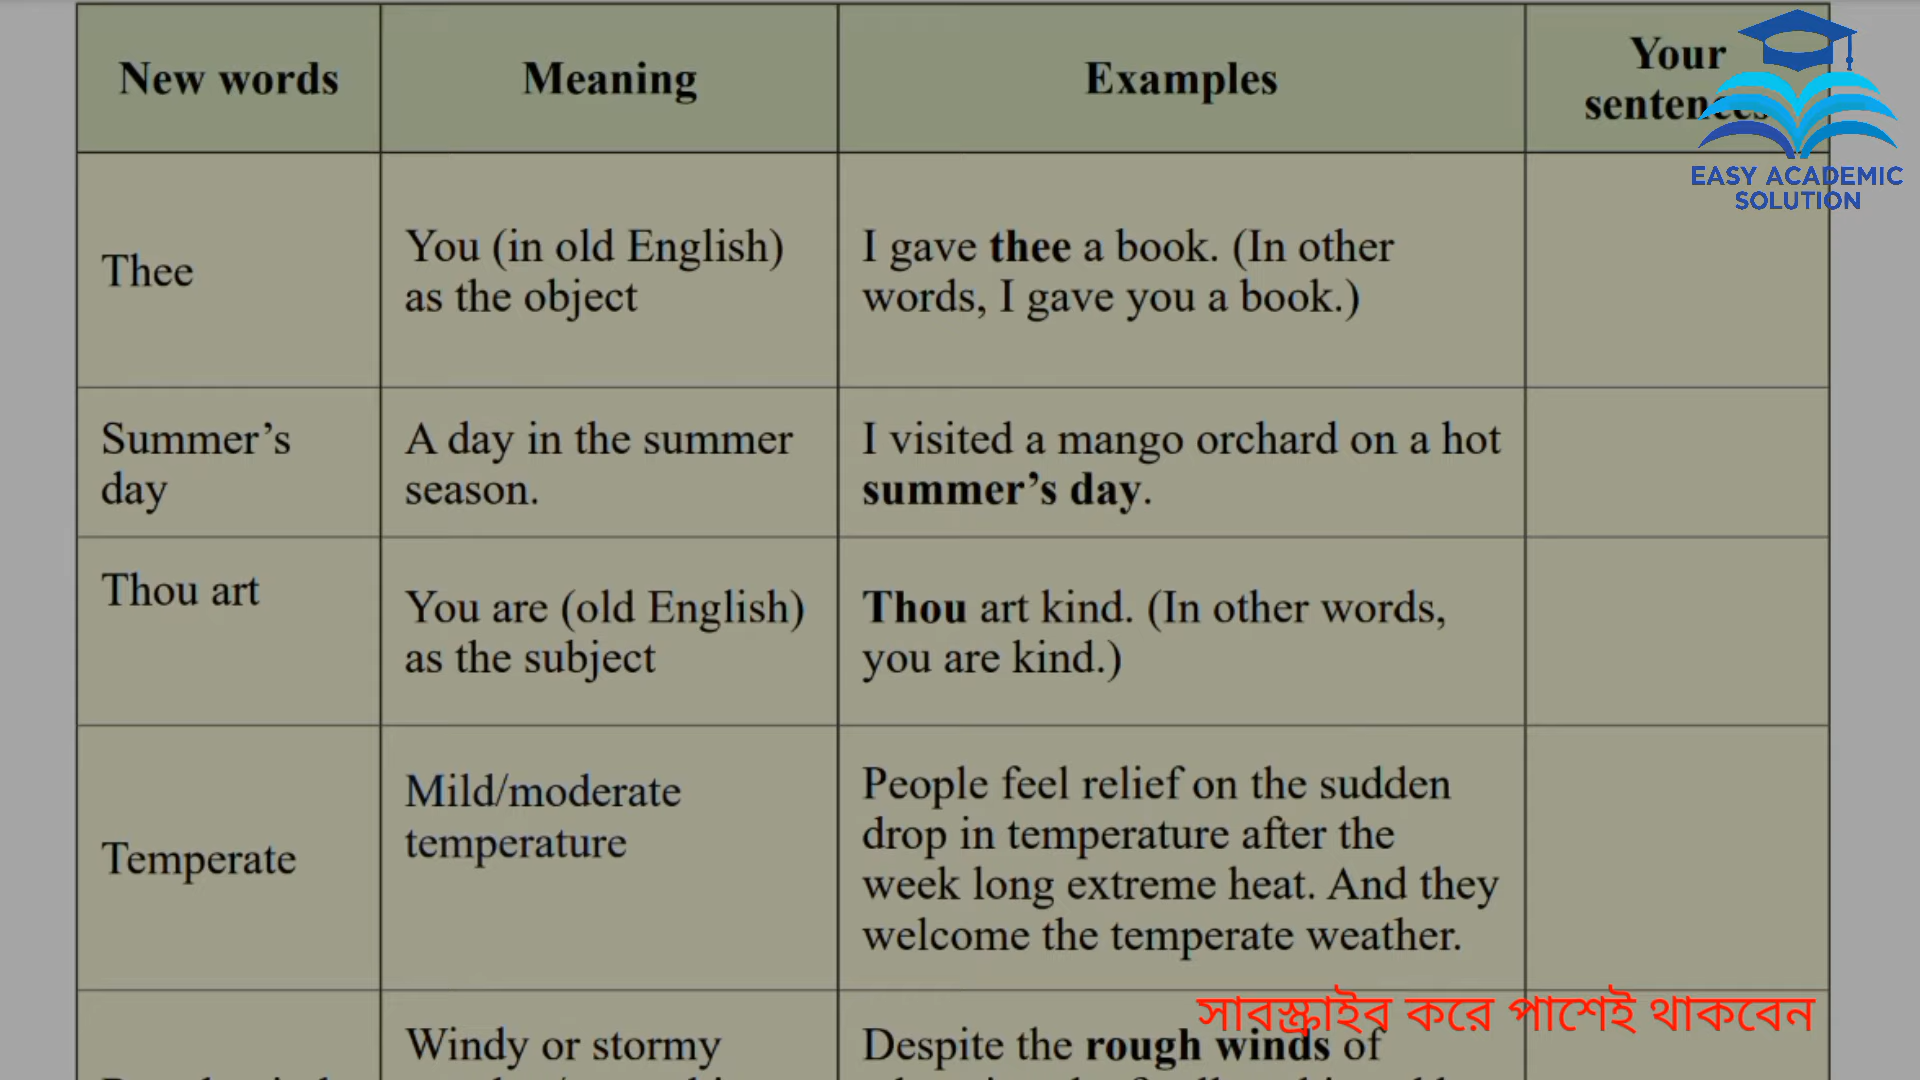 New words
Meaning
Examples
Your
sentences
EASY ACADEMIC
SOLUTION
Thee
You (in old English)
as the object
I gave thee a book. (In other
words, I gave you a book.)
Summer’s
day
A day in the summer
season.
I visited a mango orchard on a hot
summer’s day.
Thou art
You are (old English)
as the subject
Thou art kind. (In other words,
you are kind.)
Temperate
Mild/moderate
temperature
People feel relief on the sudden
drop in temperature after the
week long extreme heat. And they
welcome the temperate weather.
Windy or stormy
Despite the rough winds of
সাবস্ক্রাইব করে পাশেই থাকবেন